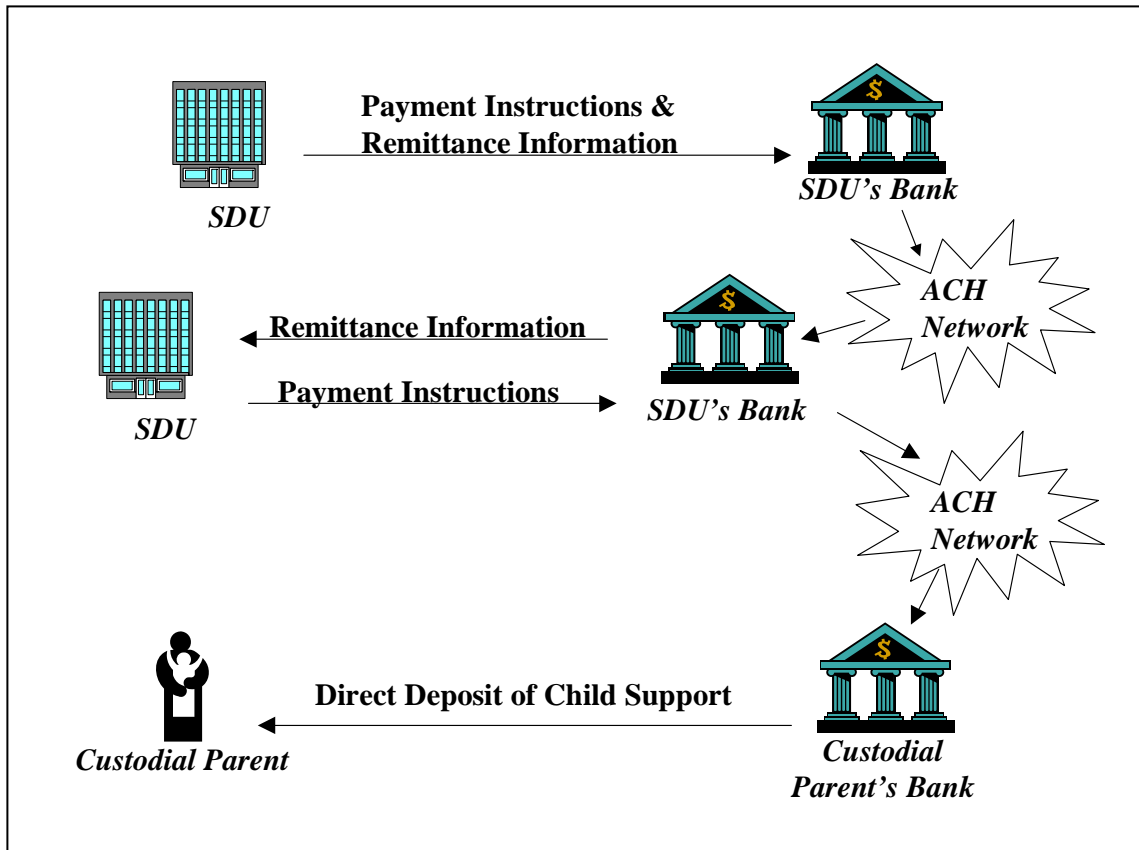 Payment Instructions &
Remittance Information
SDU
$
SDU's Bank
ACH
Network
Remittance Information
Payment Instructions
SDU
$
SDU's Bank
ACH
Network
Direct Deposit of Child Support
Custodial Parent
$
Custodial
Parent's Bank